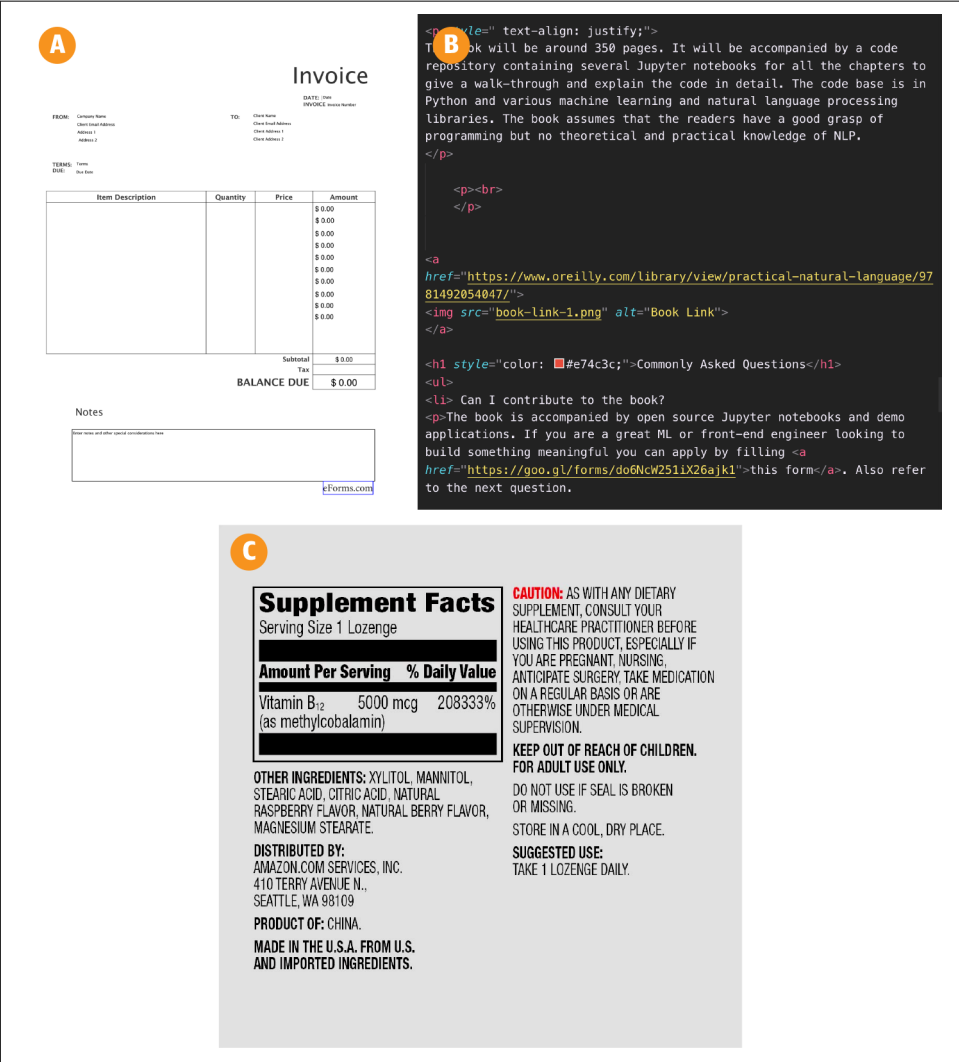 A
Invoice
DATE: Date
INVOICE Invoice Number
FROM: Company Name
Client Email Address
Address 1
Address 2
TO: Client Name
Client Email Address
Client Address 1
Client Address 2
TERMS: Terms
DUE: Due Date
Item Description Quantity Price Amount
$ 0.00
$ 0.00
$ 0.00
$ 0.00
$ 0.00
$ 0.00
$ 0.00
$ 0.00
$ 0.00
$ 0.00
Subtotal $ 0.00
Tax
BALANCE DUE $ 0.00
Notes
Enter notes and other special considerations here
eForms.com
B
<p style=" text-align: justify;">
The book will be around 350 pages. It will be accompanied by a code
repository containing several Jupyter notebooks for all the chapters to
give a walk-through and explain the code in detail. The code base is in
Python and various machine learning and natural language processing
libraries. The book assumes that the readers have a good grasp of
programming but no theoretical and practical knowledge of NLP.
</p>
<p><br>
</p>
<a
href="https://www.oreilly.com/library/view/practical-natural-language/97
81492054047/">
<img src="book-link-1.png" alt="Book Link">
</a>
<h1 style="color: #e74c3c;">Commonly Asked Questions</h1>
<ul>
<li> Can I contribute to the book?
<p>The book is accompanied by open source Jupyter notebooks and demo
applications. If you are a great ML or front-end engineer looking to
build something meaningful you can apply by filling <a
href="https://goo.gl/forms/do6NcW251iX26ajk1">this form</a>. Also refer
to the next question.
C
Supplement Facts
Serving Size 1 Lozenge
Amount Per Serving % Daily Value
Vitamin B12 5000 mcg 208333%
(as methylcobalamin)
OTHER INGREDIENTS: XYLITOL, MANNITOL,
STEARIC ACID, CITRIC ACID, NATURAL
RASPBERRY FLAVOR, NATURAL BERRY FLAVOR,
MAGNESIUM STEARATE.
DISTRIBUTED BY:
AMAZON.COM SERVICES, INC.
410 TERRY AVENUE N.,
SEATTLE, WA 98109
PRODUCT OF: CHINA.
MADE IN THE U.S.A. FROM U.S.
AND IMPORTED INGREDIENTS.
CAUTION: AS WITH ANY DIETARY
SUPPLEMENT, CONSULT YOUR
HEALTHCARE PRACTITIONER BEFORE
USING THIS PRODUCT, ESPECIALLY IF
YOU ARE PREGNANT, NURSING,
ANTICIPATE SURGERY, TAKE MEDICATION
ON A REGULAR BASIS OR ARE
OTHERWISE UNDER MEDICAL
SUPERVISION.
KEEP OUT OF REACH OF CHILDREN.
FOR ADULT USE ONLY.
DO NOT USE IF SEAL IS BROKEN
OR MISSING.
STORE IN A COOL, DRY PLACE.
SUGGESTED USE:
TAKE 1 LOZENGE DAILY.